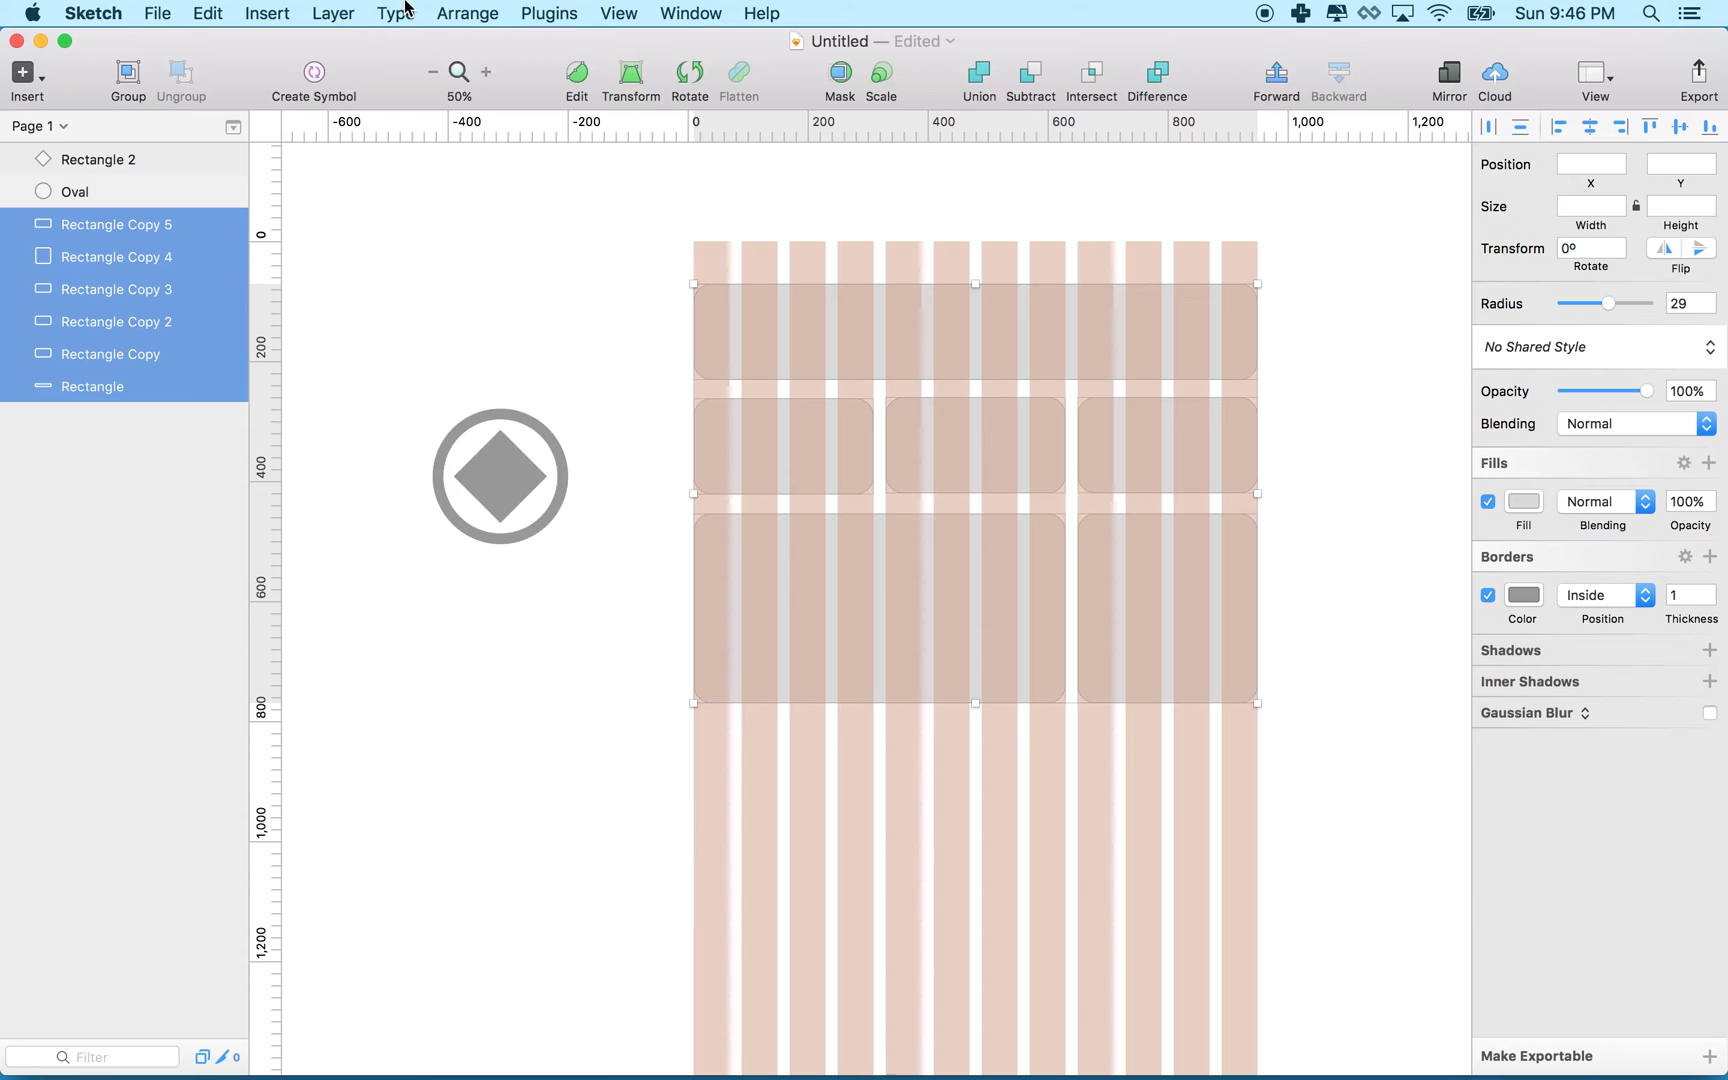 Sketch File Edit Insert Layer Type Arrange Plugins View Window Help Sun 9:46 PM
Untitled — Edited
Insert Group Ungroup Create Symbol 50% Edit Transform Rotate Flatten Mask Scale Union Subtract Intersect Difference Forward Backward Mirror Cloud View Export
Page 1
-600 -400 -200 0 200 400 600 800 1,000 1,200
Rectangle 2
Oval
Rectangle Copy 5
Rectangle Copy 4
Rectangle Copy 3
Rectangle Copy 2
Rectangle Copy
Rectangle
Filter
0
0
200
400
600
800
1,000
1,200
Position
X Y
Size
Width Height
Transform 0º
Rotate Flip
Radius 29
No Shared Style
Opacity 100%
Blending Normal
Fills
Normal 100%
Fill Blending Opacity
Borders
Inside 1
Color Position Thickness
Shadows
Inner Shadows
Gaussian Blur
Make Exportable